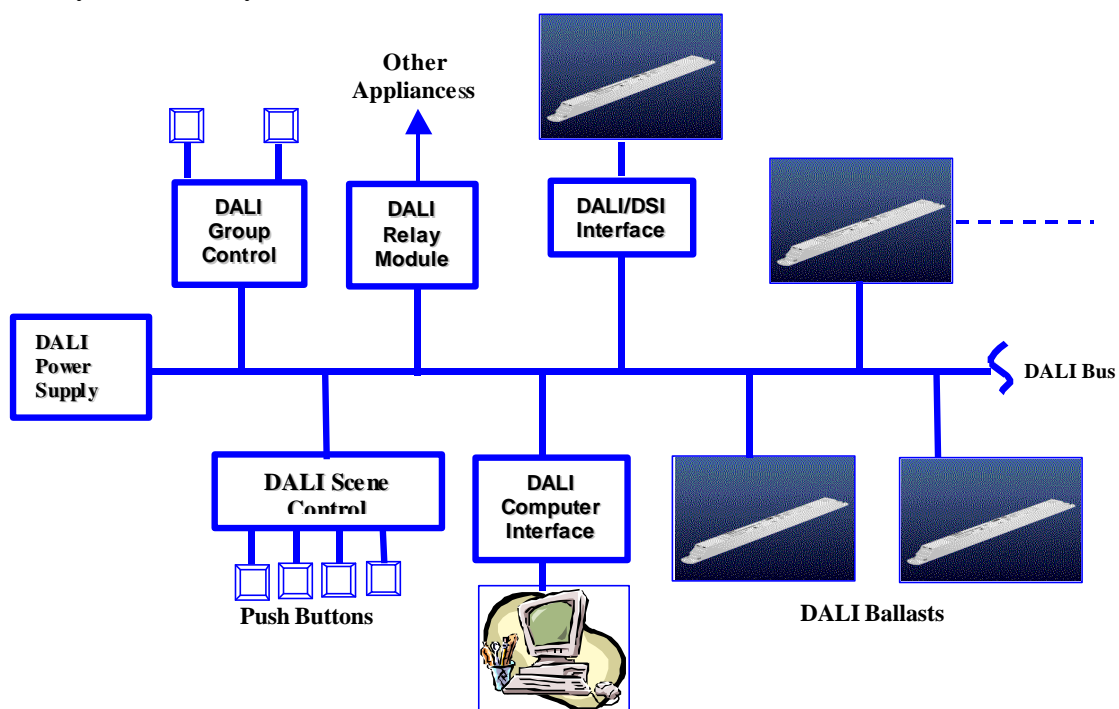 Other
Appliancess
DALI
Group
Control
DALI
Relay
Module
DALI/DSI
Interface
DALI
Power
Supply
DALI Bus
DALI Scene
Control
DALI
Computer
Interface
Push Buttons
DALI Ballasts